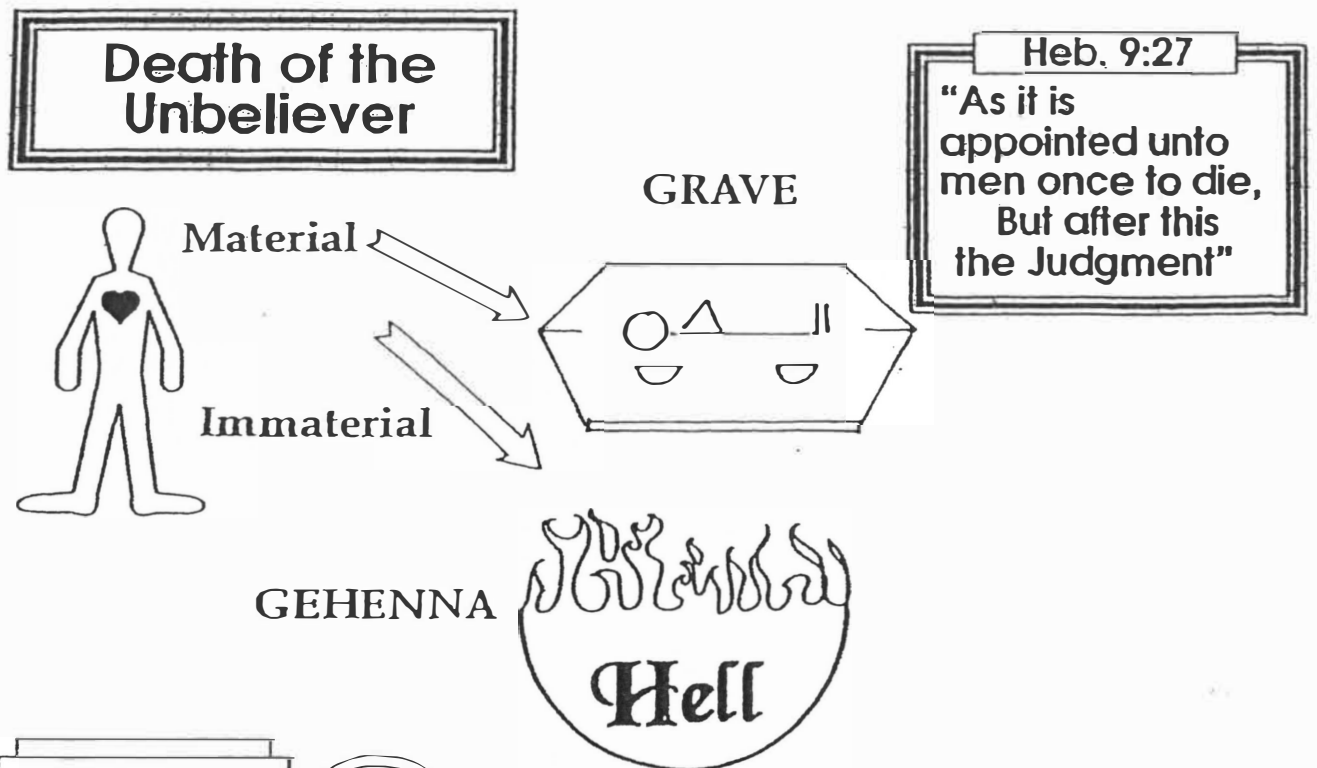 Death of the
Unbeliever
Heb. 9:27
“As it is
appointed unto
men once to die,
But after this
the Judgment”
GRAVE
Material
Immaterial
GEHENNA
Hell